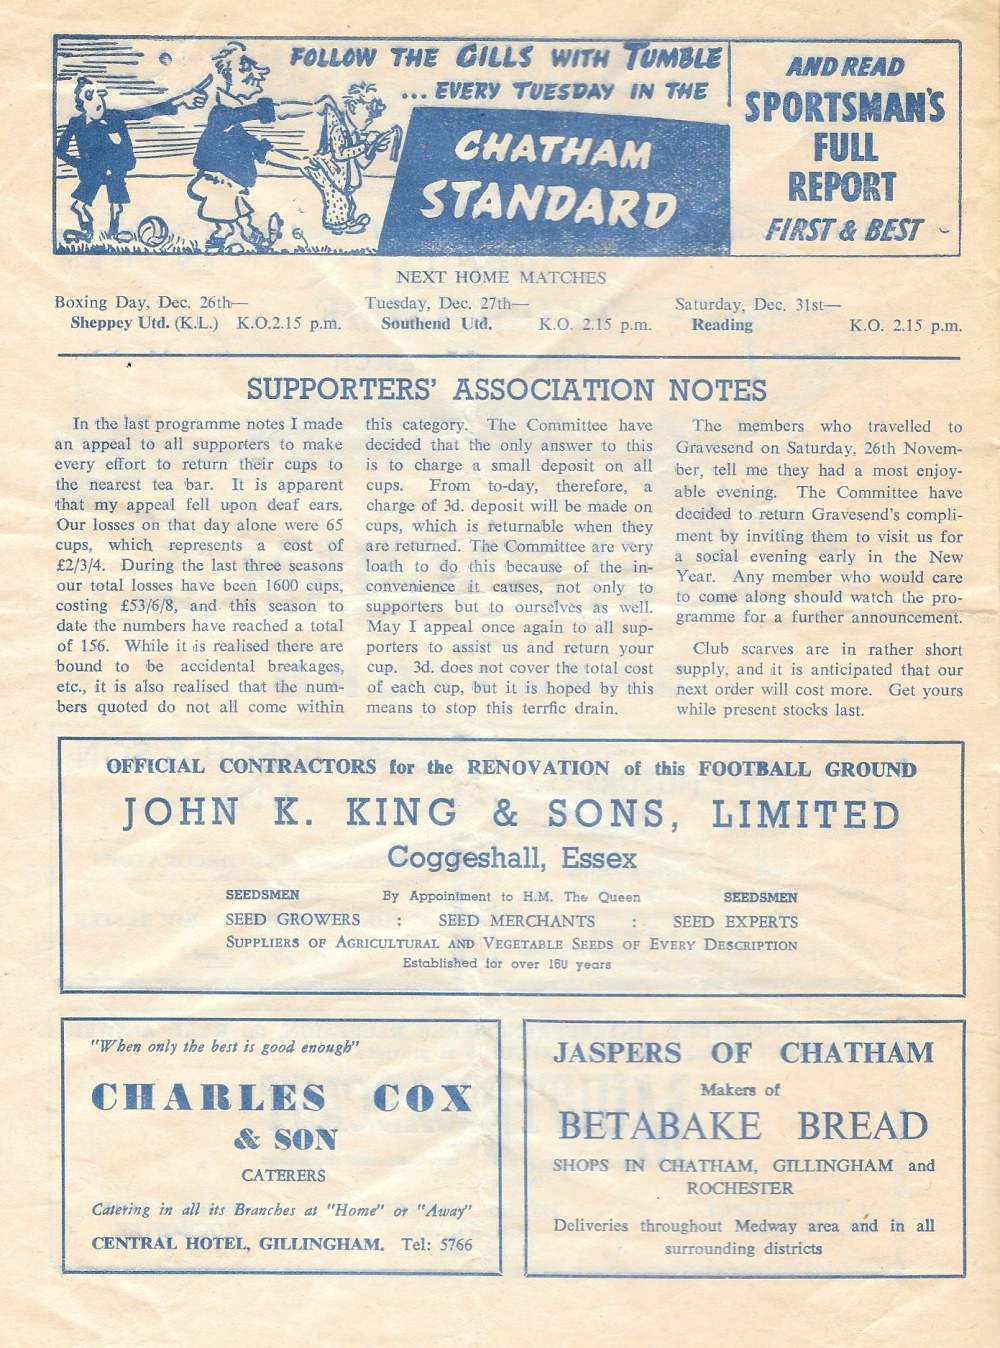 FOLLOW THE GILLS WITH TUMBLE
... EVERY TUESDAY IN THE
CHATHAM
STANDARD
AND READ
SPORTSMAN'S
FULL
REPORT
FIRST & BEST
NEXT HOME MATCHES
Boxing Day, Dec. 26th—
Sheppey Utd. (K.L.) K.O.2.15 p.m.
Tuesday, Dec. 27th—
Southend Utd. K.O. 2.15 p.m.
Saturday, Dec. 31st—
Reading K.O. 2.15 p.m.
SUPPORTERS' ASSOCIATION NOTES
In the last programme notes I made
an appeal to all supporters to make
every effort to return their cups to
the nearest tea bar. It is apparent
that my appeal fell upon deaf ears.
Our losses on that day alone were 65
cups, which represents a cost of
£2/3/4. During the last three seasons
our total losses have been 1600 cups,
costing £53/6/8, and this season to
date the numbers have reached a total
of 156. While it is realised there are
bound to be accidental breakages,
etc., it is also realised that the num-
bers quoted do not all come within
this category. The Committee have
decided that the only answer to this
is to charge a small deposit on all
cups. From to-day, therefore, a
charge of 3d. deposit will be made on
cups, which is returnable when they
are returned. The Committee are very
loath to do this because of the in-
convenience it causes, not only to
supporters but to ourselves as well.
May I appeal once again to all sup-
porters to assist us and return your
cup. 3d. does not cover the total cost
of each cup, but it is hoped by this
means to stop this terrfic drain.
The members who travelled to
Gravesend on Saturday, 26th Novem-
ber, tell me they had a most enjoy-
able evening. The Committee have
decided to return Gravesend's compli-
ment by inviting them to visit us for
a social evening early in the New
Year. Any member who would care
to come along should watch the pro-
gramme for a further announcement.
Club scarves are in rather short
supply, and it is anticipated that our
next order will cost more. Get yours
while present stocks last.
OFFICIAL CONTRACTORS for the RENOVATION of this FOOTBALL GROUND
JOHN K. KING & SONS, LIMITED
Coggeshall, Essex
SEEDSMEN By Appointment to H.M. The Queen SEEDSMEN
SEED GROWERS : SEED MERCHANTS : SEED EXPERTS
SUPPLIERS OF AGRICULTURAL AND VEGETABLE SEEDS OF EVERY DESCRIPTION
Established for over 160 years
"When only the best is good enough"
CHARLES COX
& SON
CATERERS
Catering in all its Branches at "Home" or "Away"
CENTRAL HOTEL, GILLINGHAM. Tel: 5766
JASPERS OF CHATHAM
Makers of
BETABAKE BREAD
SHOPS IN CHATHAM, GILLINGHAM and
ROCHESTER
Deliveries throughout Medway area and in all
surrounding districts